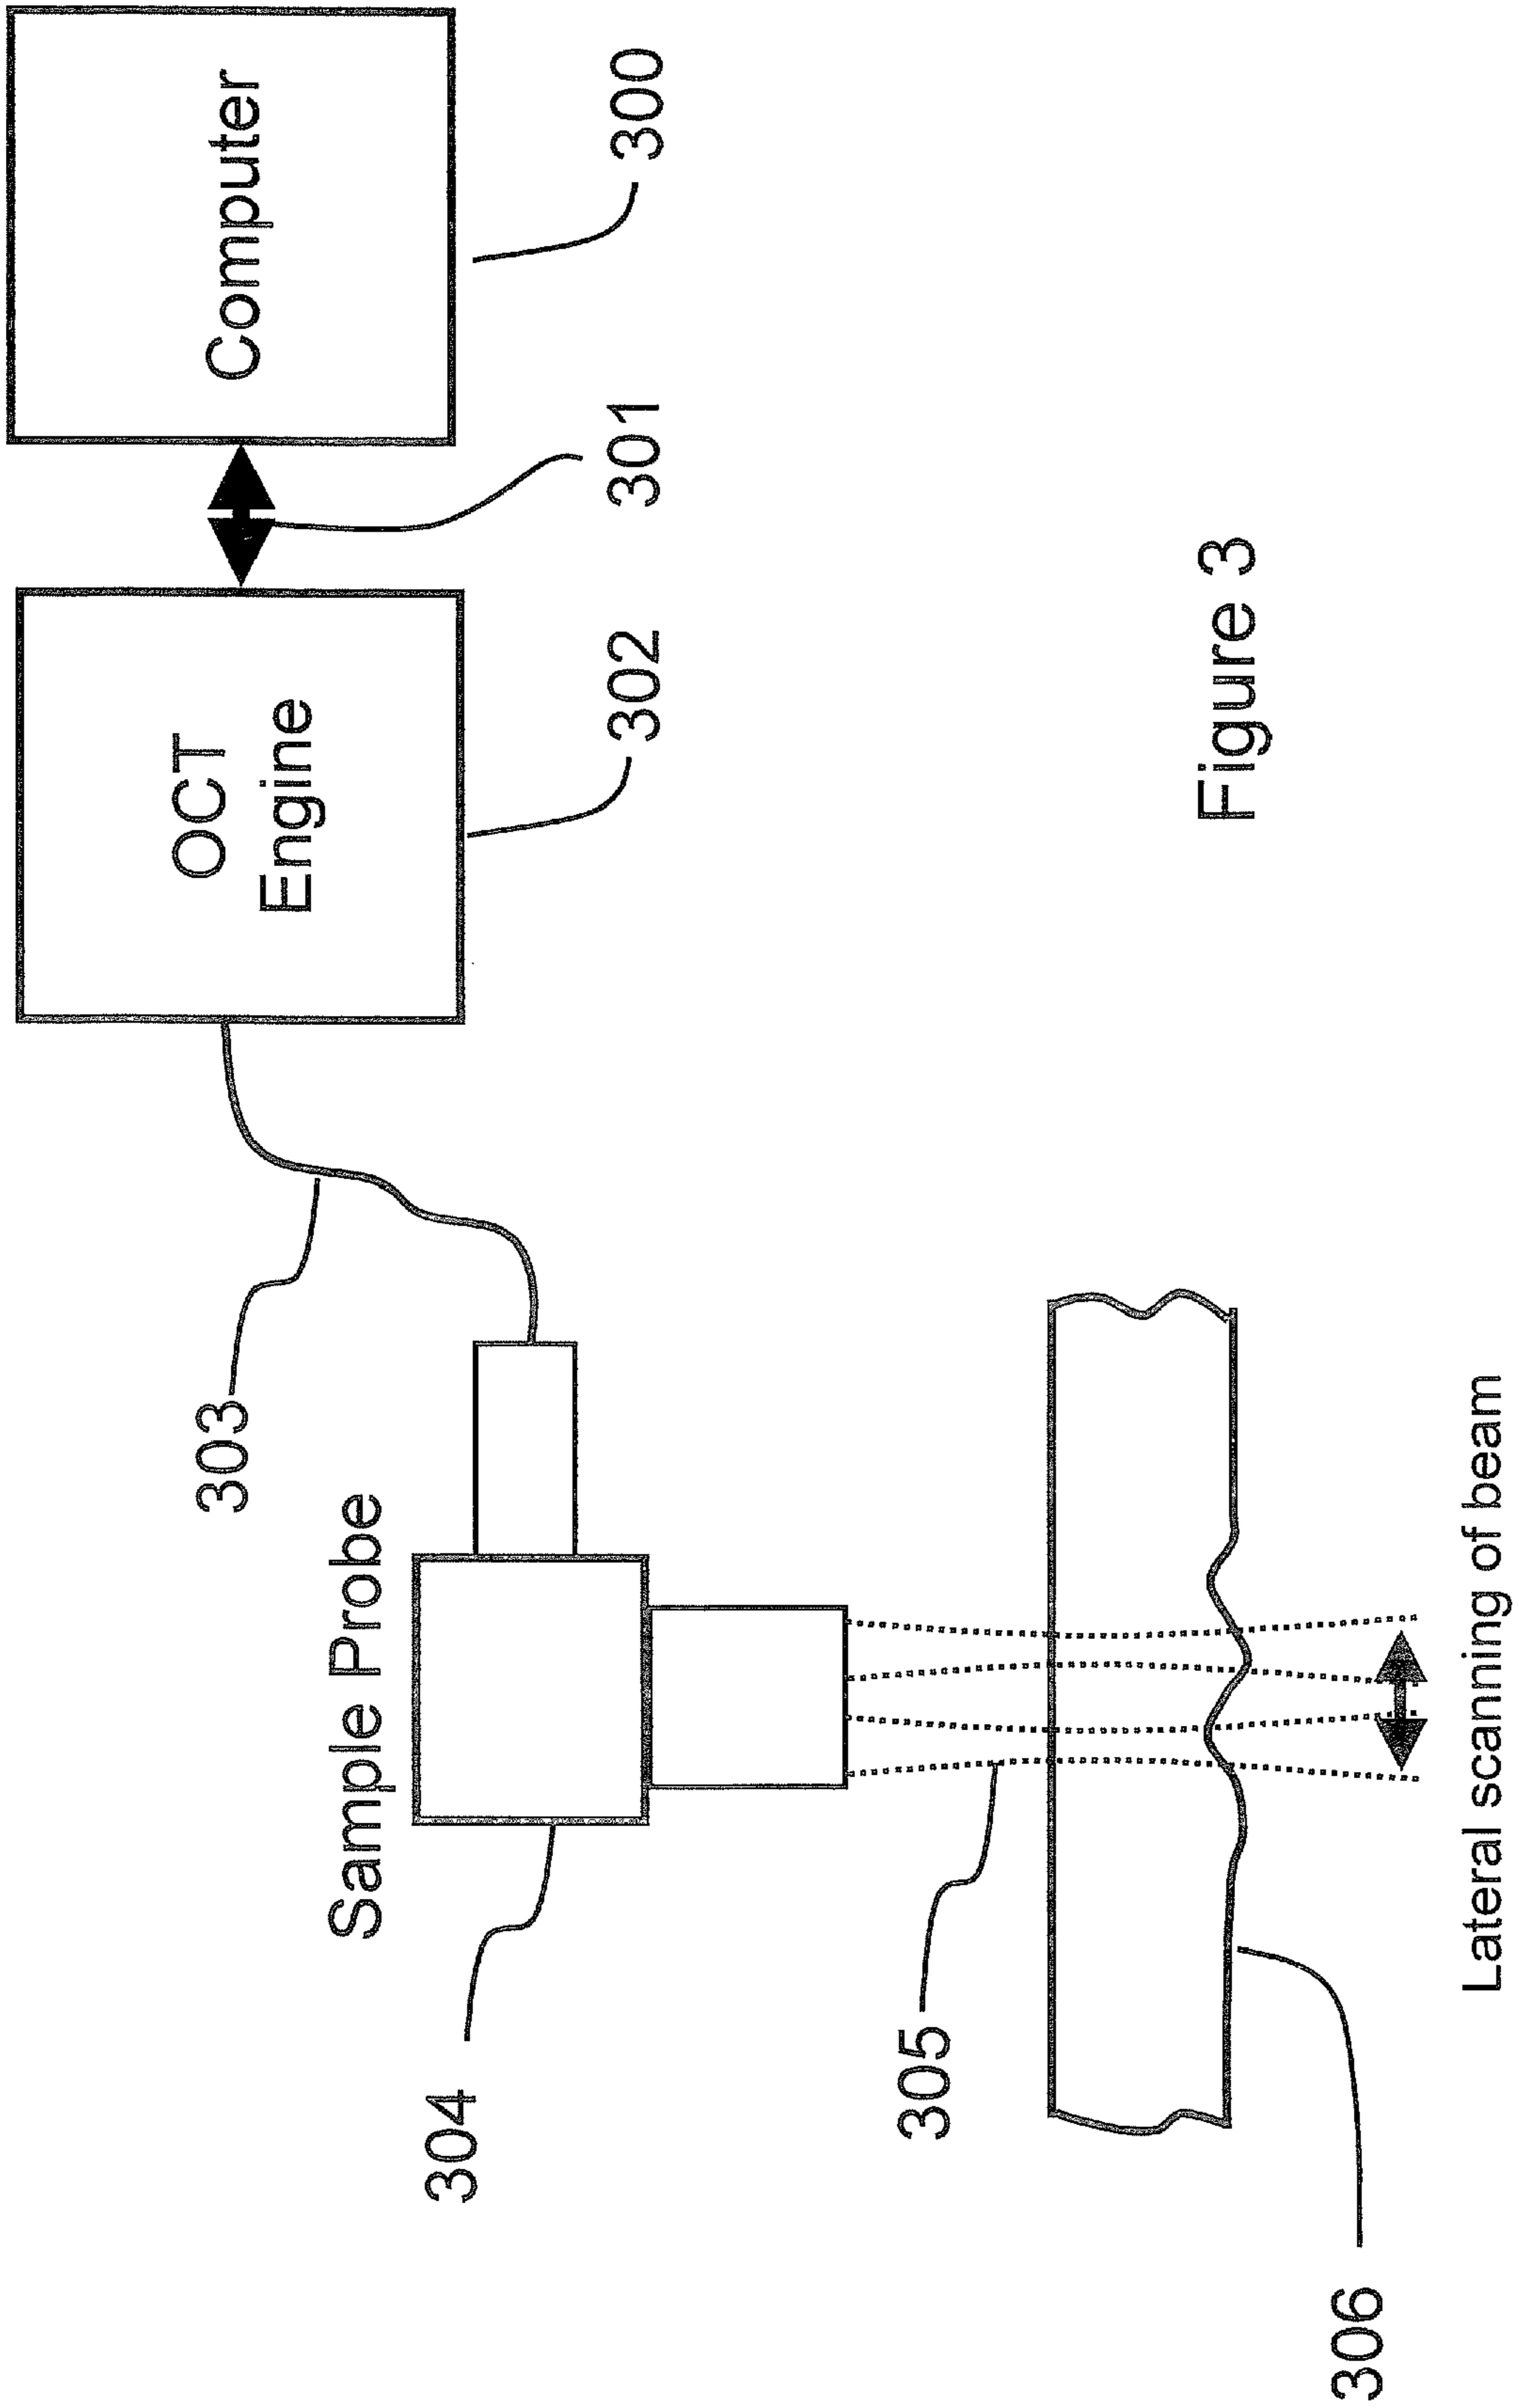 Computer
300
301
OCT
Engine
302
303
Sample Probe
304
305
306
Lateral scanning of beam
Figure 3